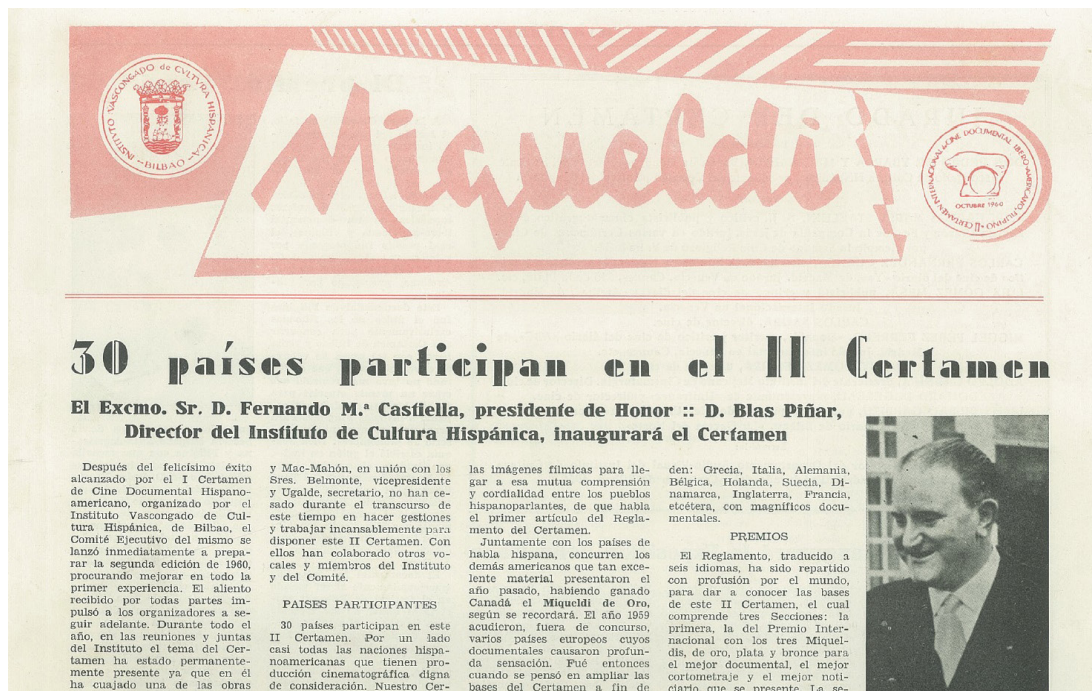 INSTITUTO VASCONGADO de CVLTVRA HISPANICA
-BILBAO-
Miqueldi
CERTAMEN INTERNACIONAL de CINE DOCUMENTAL IBERO-AMERICANO, FILIPINO
OCTUBRE 1960
II
30 países participan en el II Certamen
El Excmo. Sr. D. Fernando M.ª Castiella, presidente de Honor :: D. Blas Piñar,
Director del Instituto de Cultura Hispánica, inaugurará el Certamen
Después del felicísimo éxito
alcanzado por el I Certamen
de Cine Documental Hispano-
americano, organizado por el
Instituto Vascongado de Cul-
tura Hispánica, de Bilbao, el
Comité Ejecutivo del mismo se
lanzó inmediatamente a prepa-
rar la segunda edición de 1960,
procurando mejorar en todo la
primer experiencia. El aliento
recibido por todas partes im-
pulsó a los organizadores a se-
guir adelante. Durante todo el
año, en las reuniones y juntas
del Instituto el tema del Cer-
tamen ha estado permanente-
mente presente ya que en él
ha cuajado una de las obras
y Mac-Mahón, en unión con los
Sres. Belmonte, vicepresidente
y Ugalde, secretario, no han ce-
sado durante el transcurso de
este tiempo en hacer gestiones
y trabajar incansablemente para
disponer este II Certamen. Con
ellos han colaborado otros vo-
cales y miembros del Instituto
y del Comité.
PAISES PARTICIPANTES
30 países participan en este
II Certamen. Por un lado
casi todas las naciones hispa-
noamericanas que tienen pro-
ducción cinematográfica digna
de consideración. Nuestro Cer-
las imágenes fílmicas para lle-
gar a esa mutua comprensión
y cordialidad entre los pueblos
hispanoparlantes, de que habla
el primer artículo del Regla-
mento del Certamen.
Juntamente con los países de
habla hispana, concurren los
demás americanos que tan exce-
lente material presentaron el
año pasado, habiendo ganado
Canadá el Miqueldi de Oro,
según se recordará. El año 1959
acudieron, fuera de concurso,
varios países europeos cuyos
documentales causaron profun-
da sensación. Fué entonces
cuando se pensó en ampliar las
bases del Certamen a fin de
den: Grecia, Italia, Alemania,
Bélgica, Holanda, Suecia, Di-
namarca, Inglaterra, Francia,
etcétera, con magníficos docu-
mentales.
PREMIOS
El Reglamento, traducido a
seis idiomas, ha sido repartido
con profusión por el mundo,
para dar a conocer las bases
de este II Certamen, el cual
comprende tres Secciones: la
primera, la del Premio Inter-
nacional con los tres Miquel-
dis, de oro, plata y bronce para
el mejor documental, el mejor
cortometraje y el mejor noti-
ciario que se presente. La se-